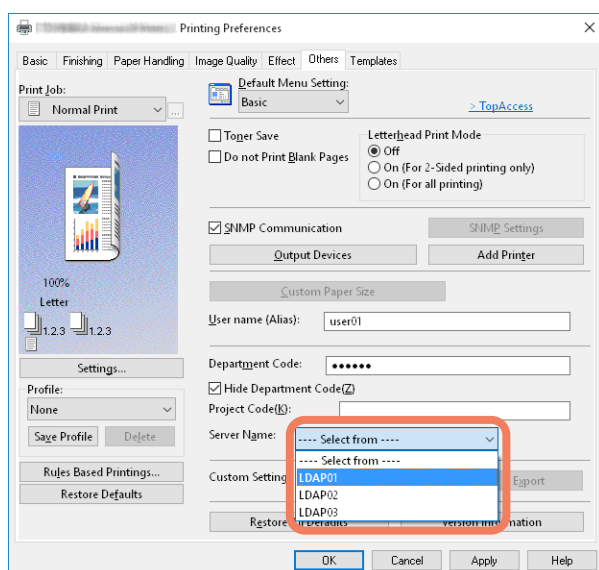 Printing Preferences
Basic Finishing Paper Handling Image Quality Effect Others Templates
Print Job:
Normal Print
...
100%
Letter
1.2.3 1.2.3
Settings...
Profile:
None
Save Profile Delete
Rules Based Printings...
Restore Defaults
Default Menu Setting:
Basic
> TopAccess
Toner Save
Do not Print Blank Pages
Letterhead Print Mode
Off
On (For 2-Sided printing only)
On (For all printing)
SNMP Communication
SNMP Settings
Output Devices
Add Printer
Custom Paper Size
User name (Alias): user01
Department Code: ●●●●●●
Hide Department Code(Z)
Project Code(K):
Server Name: ---- Select from ----
---- Select from ----
LDAP01
LDAP02
LDAP03
Custom Setting
Export
Defaults
mation
OK Cancel Apply Help